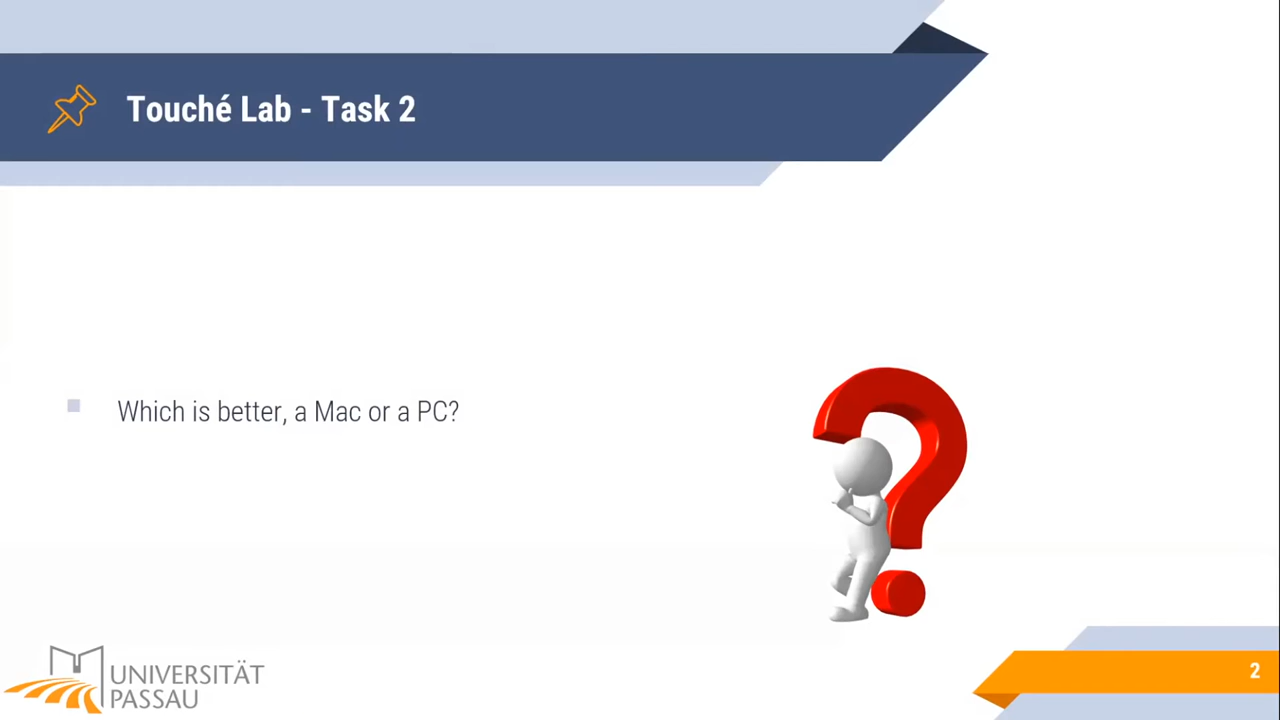 Touché Lab - Task 2
Which is better, a Mac or a PC?
UNIVERSITÄT
PASSAU
2